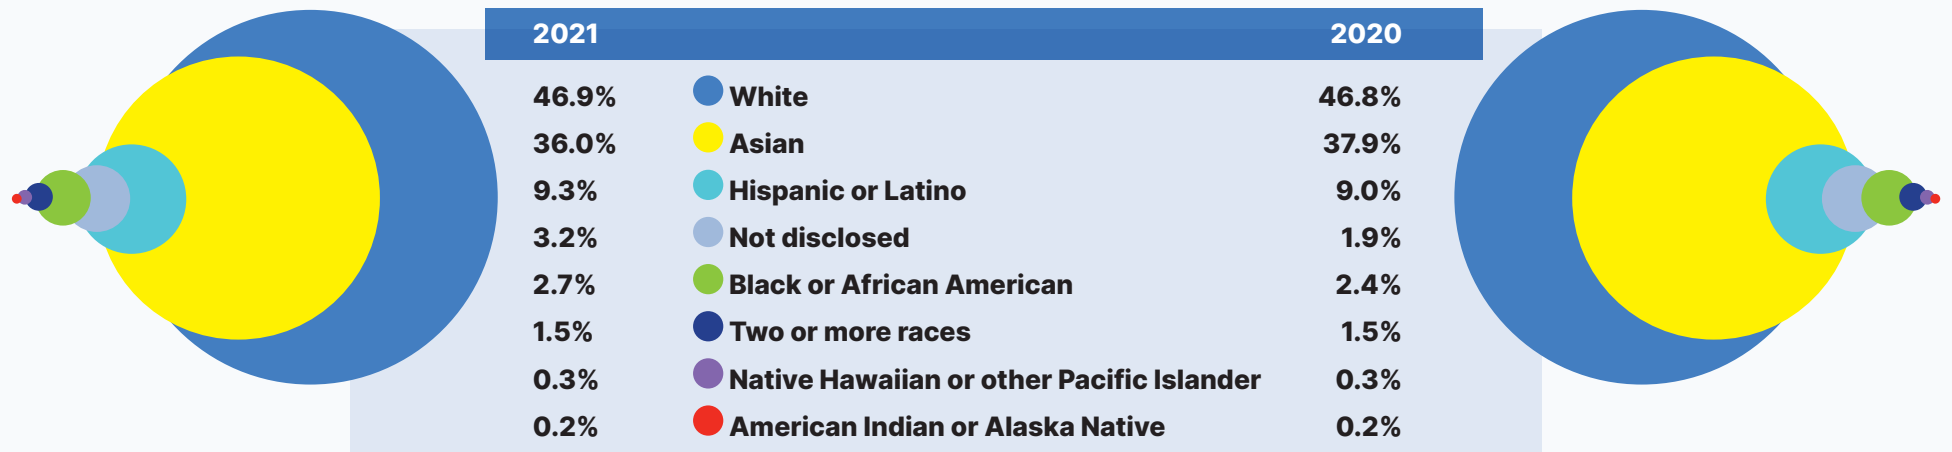 2021 2020
46.9% White 46.8%
36.0% Asian 37.9%
9.3% Hispanic or Latino 9.0%
3.2% Not disclosed 1.9%
2.7% Black or African American 2.4%
1.5% Two or more races 1.5%
0.3% Native Hawaiian or other Pacific Islander 0.3%
0.2% American Indian or Alaska Native 0.2%